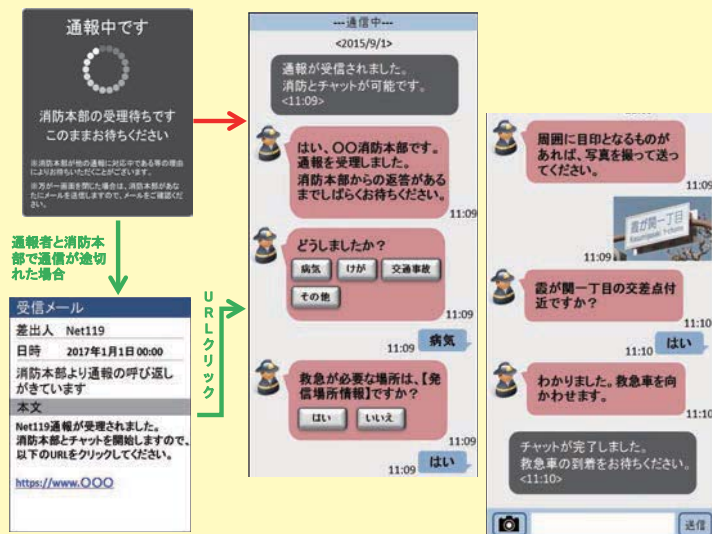 通報中です
消防本部の受理待ちです
このままお待ちください
※消防本部が他の通報に対応中である等の理由
によりお待ちいただくことがございます。
※万が一画面を閉じた場合は、消防本部があな
たにメールを送信しますので、メールをご確認くだ
さい。
通報者と消防本
部で通信が途切
れた場合
受信メール
差出人 Net119
日時 2017年1月1日 00:00
消防本部より通報の呼び返し
がきています
本文
Net119通報が受理されました。
消防本部とチャットを開始しますので、
以下のURLをクリックしてください。
https://www.〇〇〇
URLクリック
---通信中---
<2015/9/1>
通報が受信されました。
消防とチャットが可能です。
<11:09>
はい、〇〇消防本部です。
通報を受理しました。
消防本部からの返答がある
までしばらくお待ちください。
11:09
どうしましたか？
病気 けが 交通事故
その他
11:09
11:09 病気
救急が必要な場所は、【発
信場所情報】ですか？
はい いいえ
11:09
11:09 はい
周囲に目印となるものが
あれば、写真を撮って送っ
てください。
11:09
霞が関一丁目
Kasumigaseki 1-chome
11:09
霞が関一丁目の交差点付
近ですか？
11:10
11:10 はい
わかりました。救急車を向
かわせます。
11:10
チャットが完了しました。
救急車の到着をお待ちください。
<11:10>
送信